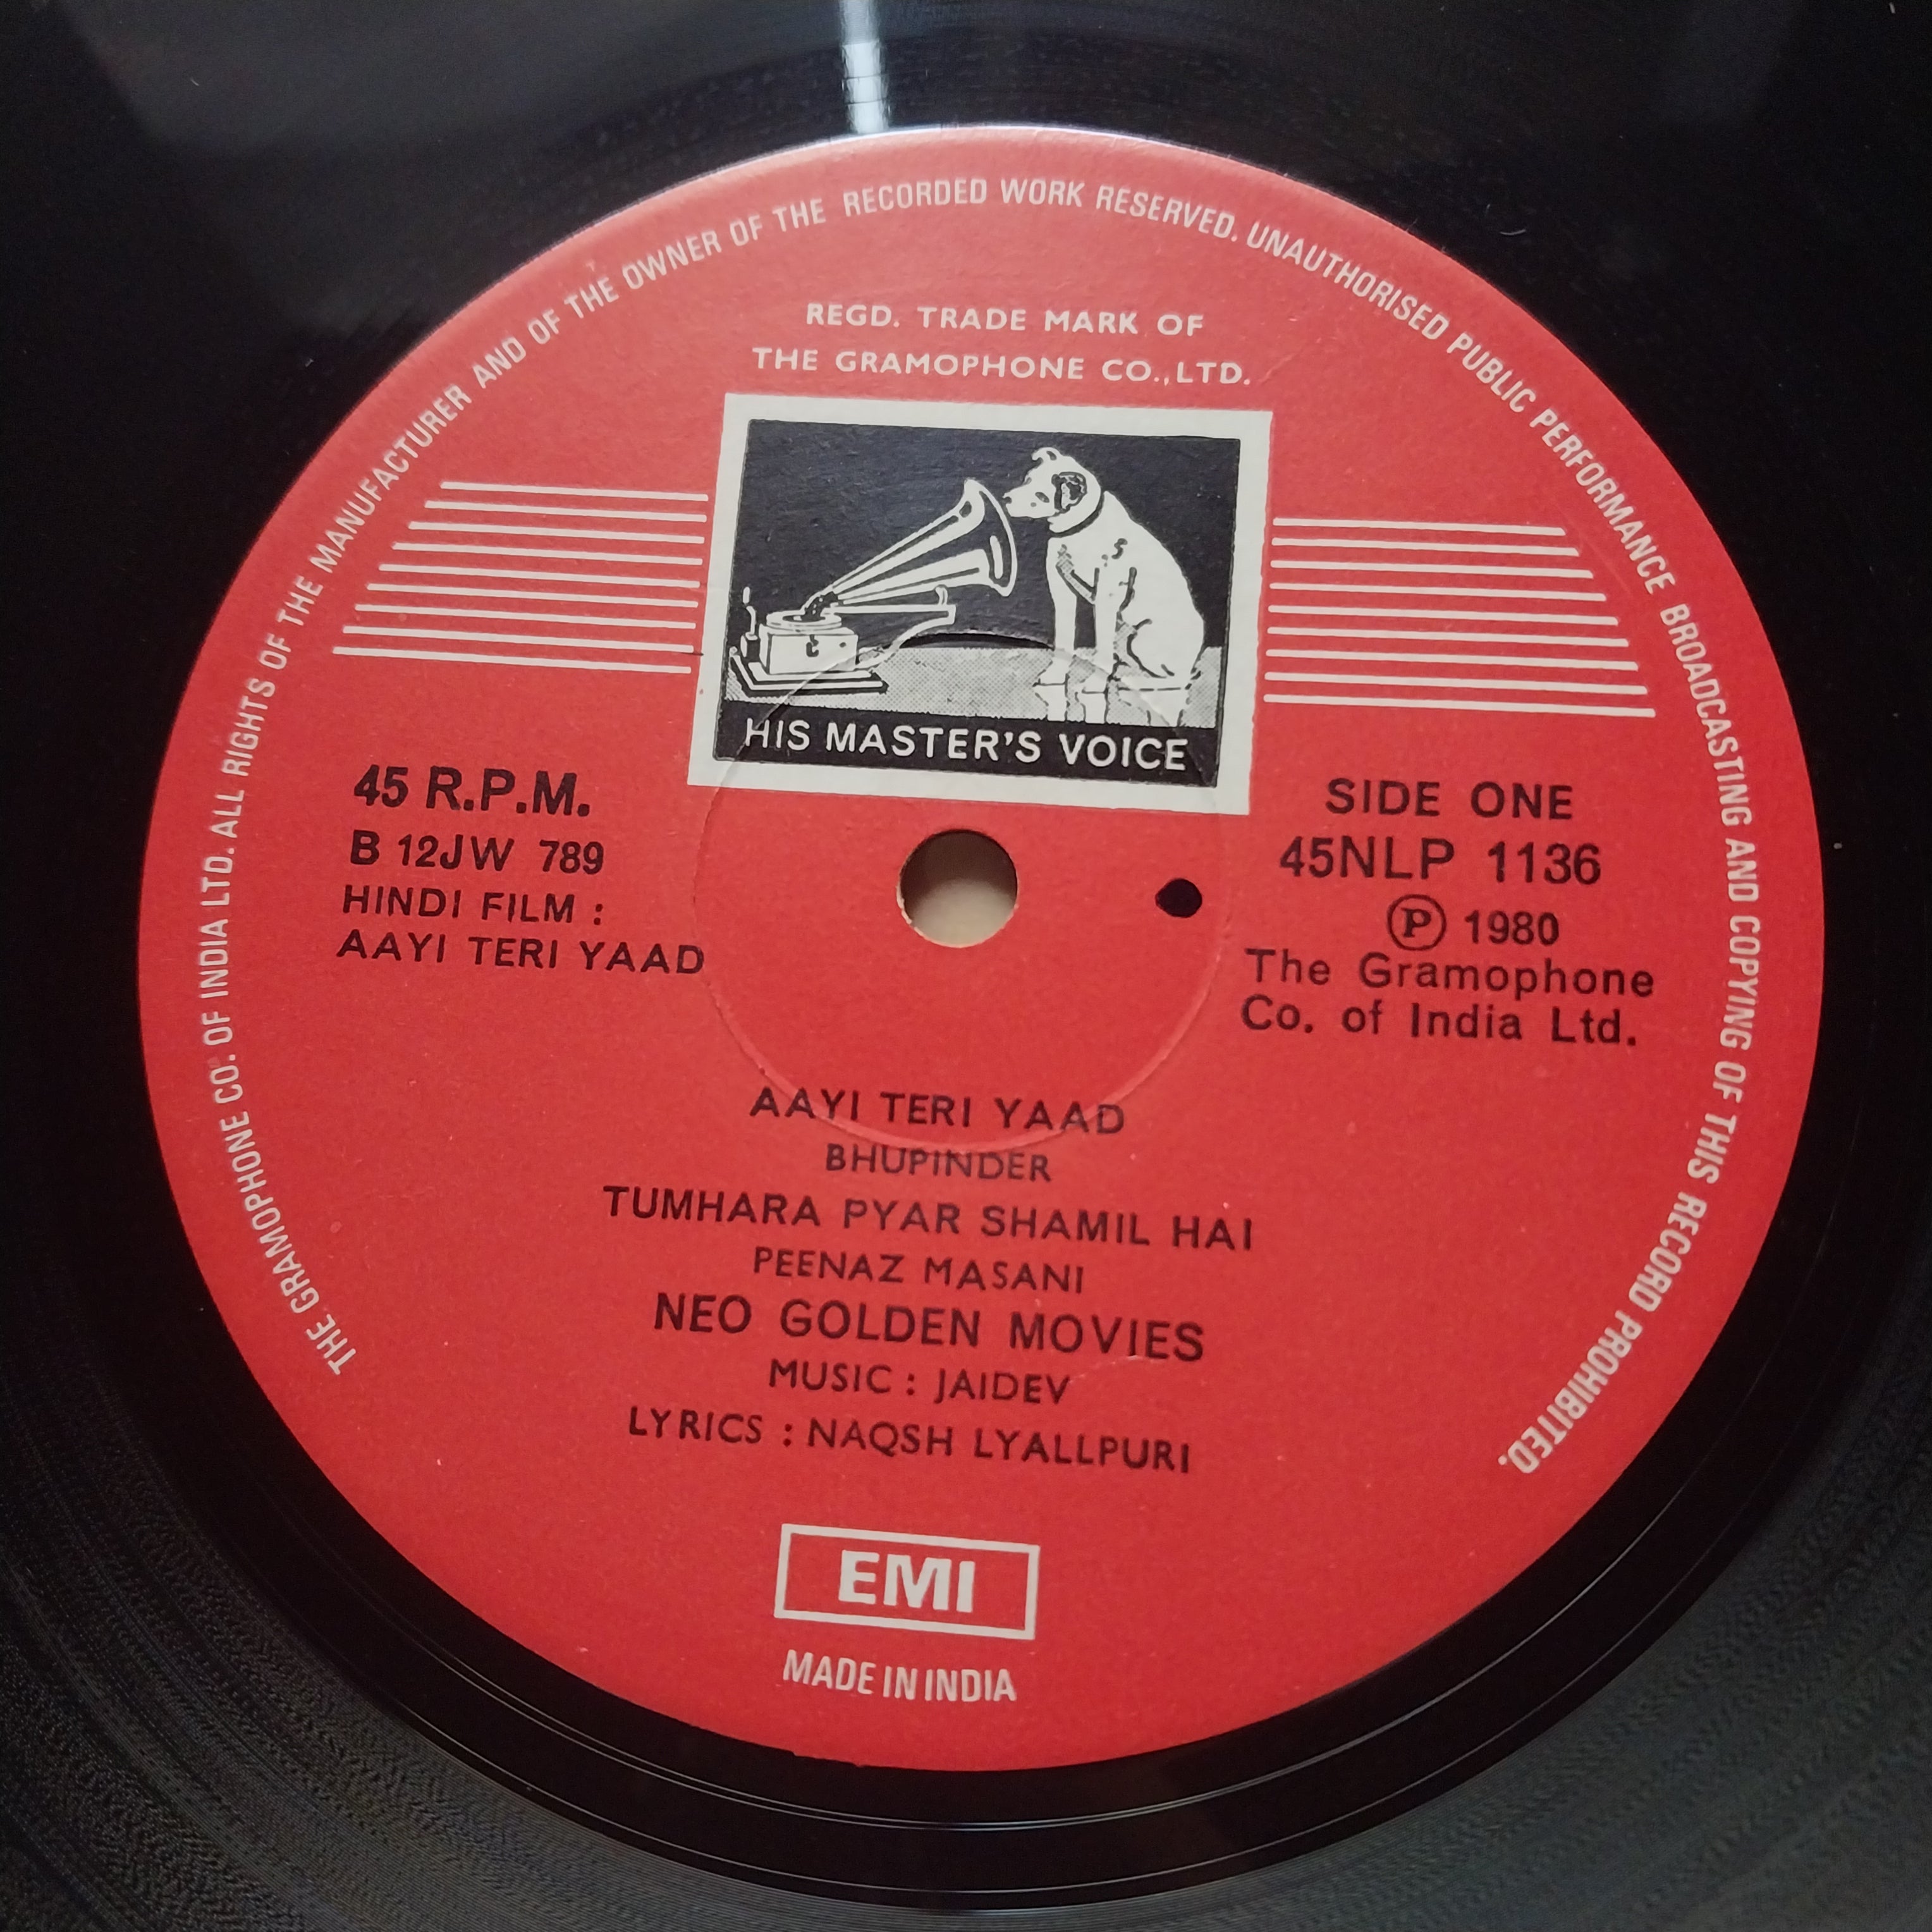 THE GRAMOPHONE CO. OF INDIA LTD. ALL RIGHTS OF THE MANUFACTURER AND OF THE OWNER OF THE RECORDED WORK RESERVED. UNAUTHORISED PUBLIC PERFORMANCE BROADCASTING AND COPYING OF THIS RECORD PROHIBITED.
REGD. TRADE MARK OF
THE GRAMOPHONE CO., LTD.
HIS MASTER'S VOICE
45 R.P.M.
B 12JW 789
HINDI FILM :
AAYI TERI YAAD
SIDE ONE
45NLP 1136
Ⓟ 1980
The Gramophone
Co. of India Ltd.
AAYI TERI YAAD
BHUPINDER
TUMHARA PYAR SHAMIL HAI
PEENAZ MASANI
NEO GOLDEN MOVIES
MUSIC : JAIDEV
LYRICS : NAQSH LYALLPURI
EMI
MADE IN INDIA